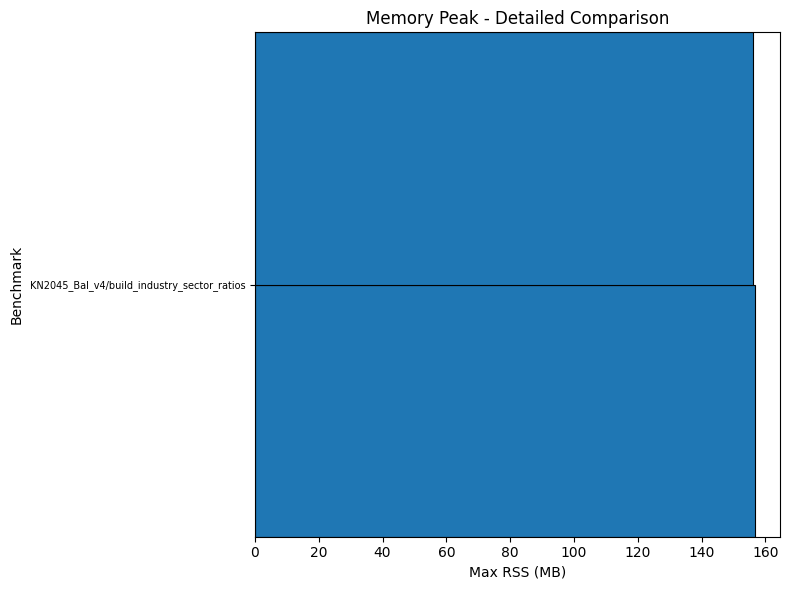 Memory Peak - Detailed Comparison
Benchmark
KN2045_Bal_v4/build_industry_sector_ratios
0 20 40 60 80 100 120 140 160
Max RSS (MB)